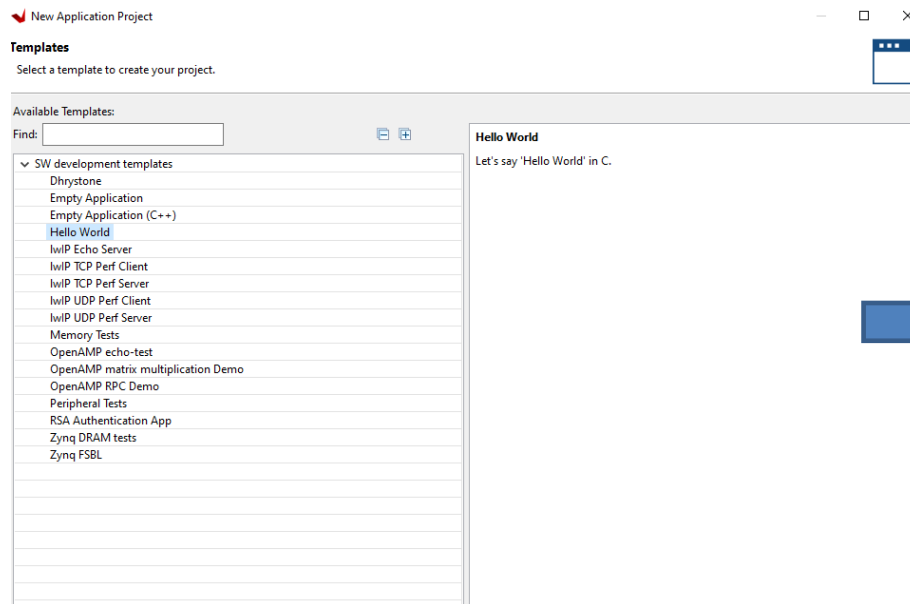 New Application Project
Templates
Select a template to create your project.
Available Templates:
Find:
SW development templates
Dhrystone
Empty Application
Empty Application (C++)
Hello World
lwIP Echo Server
lwIP TCP Perf Client
lwIP TCP Perf Server
lwIP UDP Perf Client
lwIP UDP Perf Server
Memory Tests
OpenAMP echo-test
OpenAMP matrix multiplication Demo
OpenAMP RPC Demo
Peripheral Tests
RSA Authentication App
Zynq DRAM tests
Zynq FSBL
Hello World
Let's say 'Hello World' in C.